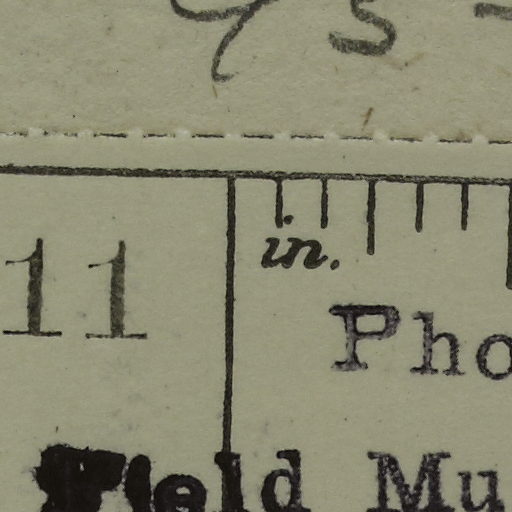 in.
11
Pho
Field Mu